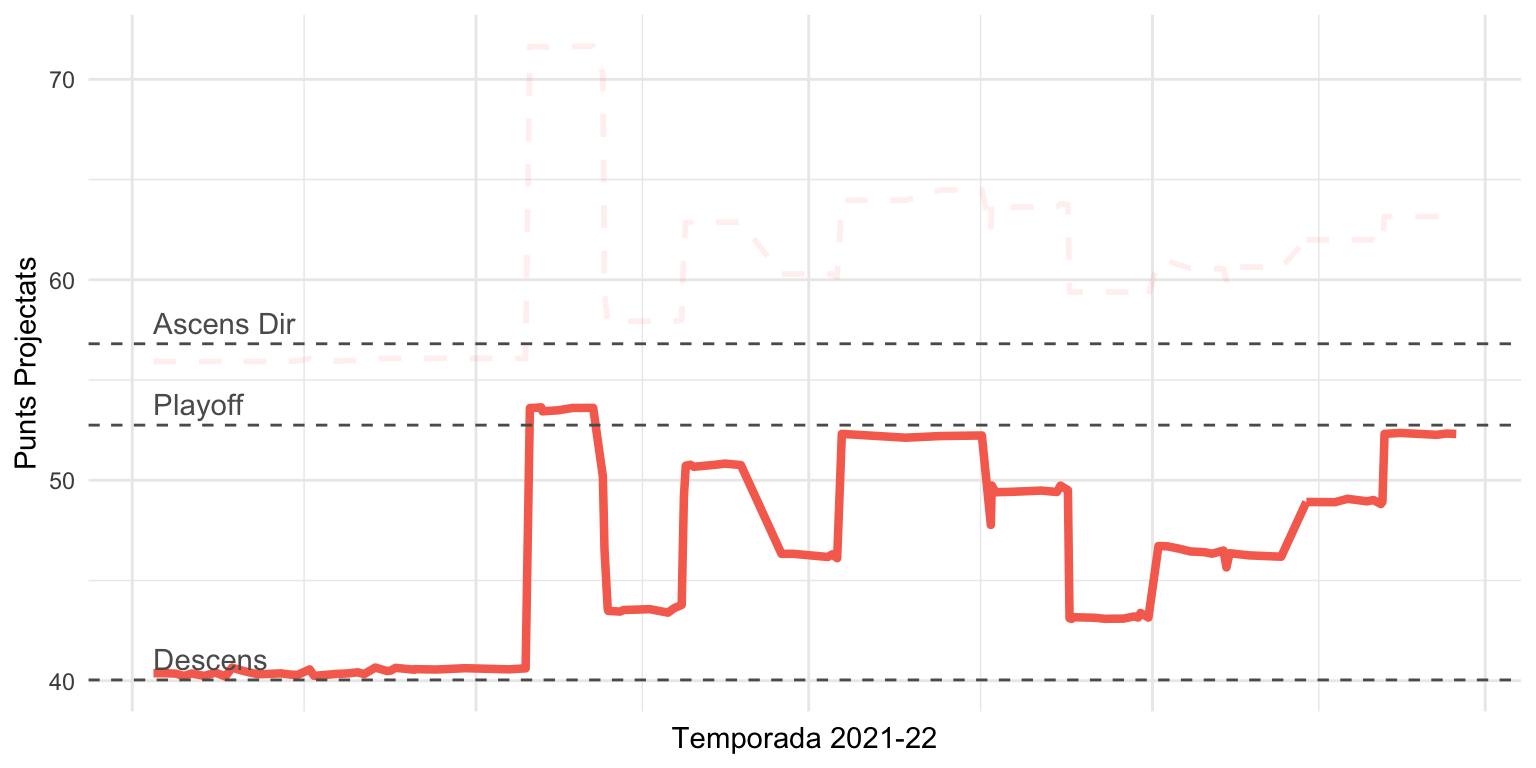 70
60
50
40
Punts Projectats
Ascens Dir
Playoff
Descens
Temporada 2021-22